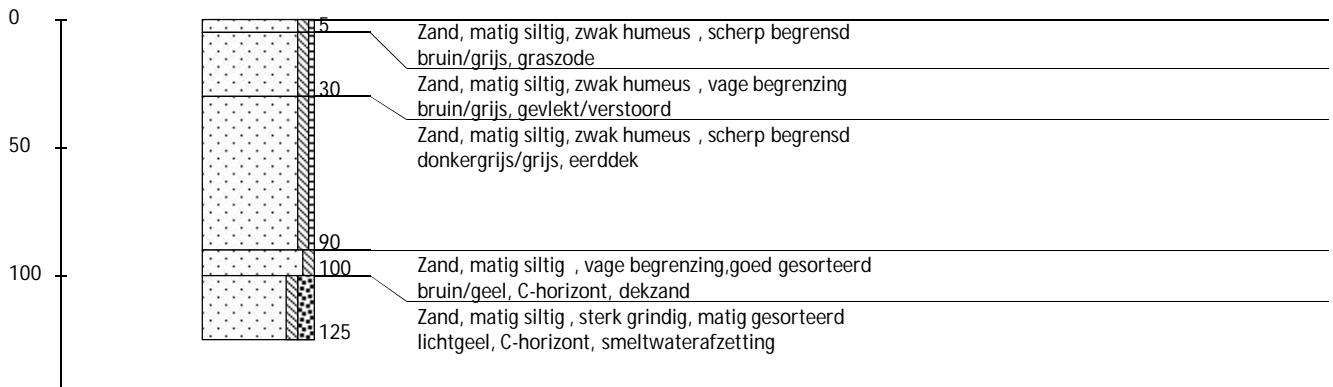 0
5
Zand, matig siltig, zwak humeus , scherp begrensd
bruin/grijs, graszode
30
Zand, matig siltig, zwak humeus , vage begrenzing
bruin/grijs, gevlekt/verstoord
50
Zand, matig siltig, zwak humeus , scherp begrensd
donkergrijs/grijs, eerddek
90
100
100
Zand, matig siltig , vage begrenzing,goed gesorteerd
bruin/geel, C-horizont, dekzand
125
Zand, matig siltig , sterk grindig, matig gesorteerd
lichtgeel, C-horizont, smeltwaterafzetting